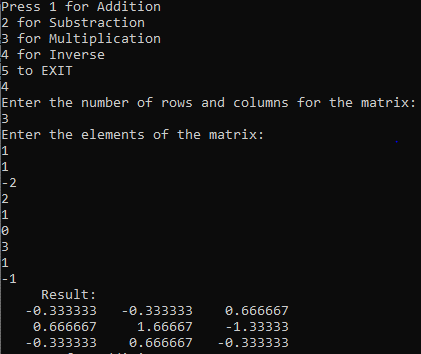 Press 1 for Addition
2 for Substraction
3 for Multiplication
4 for Inverse
5 to EXIT
4
Enter the number of rows and columns for the matrix:
3
Enter the elements of the matrix:
1
1
-2
2
1
0
3
1
-1
Result:
-0.333333 -0.333333 0.666667
0.666667 1.66667 -1.33333
-0.333333 0.666667 -0.333333